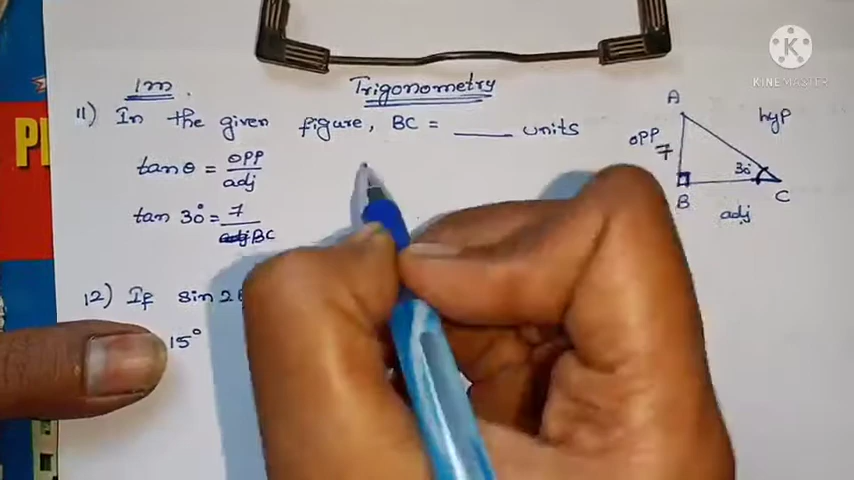 1m
Trigonometry
11) In the given figure, BC = ____ units
tanθ = opp/adj
tan 30° = 7/BC
12) If sin 2θ
15°
A
hyp
opp
7
30°
B
adj
C
K
KINEMASTER